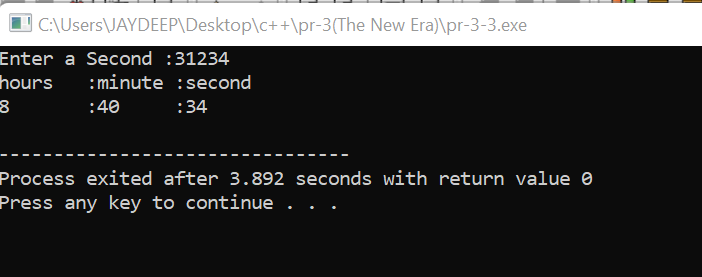 C:\Users\JAYDEEP\Desktop\c++\pr-3(The New Era)\pr-3-3.exe
Enter a Second :31234
hours   :minute :second
8       :40     :34
--------------------------------
Process exited after 3.892 seconds with return value 0
Press any key to continue . . .